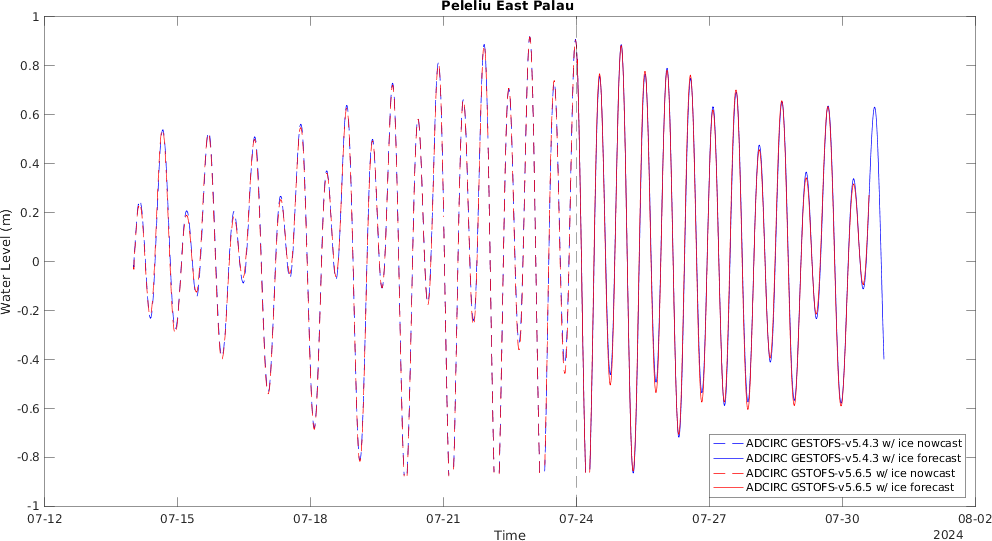 Peleliu East Palau
1
0.8
0.6
0.4
0.2
0
-0.2
-0.4
-0.6
-0.8
-1
Water Level (m)
07-12
07-15
07-18
07-21
07-24
07-27
07-30
08-02
Time
2024
ADCIRC GESTOFS-v5.4.3 w/ ice nowcast
ADCIRC GESTOFS-v5.4.3 w/ ice forecast
ADCIRC GSTOFS-v5.6.5 w/ ice nowcast
ADCIRC GSTOFS-v5.6.5 w/ ice forecast